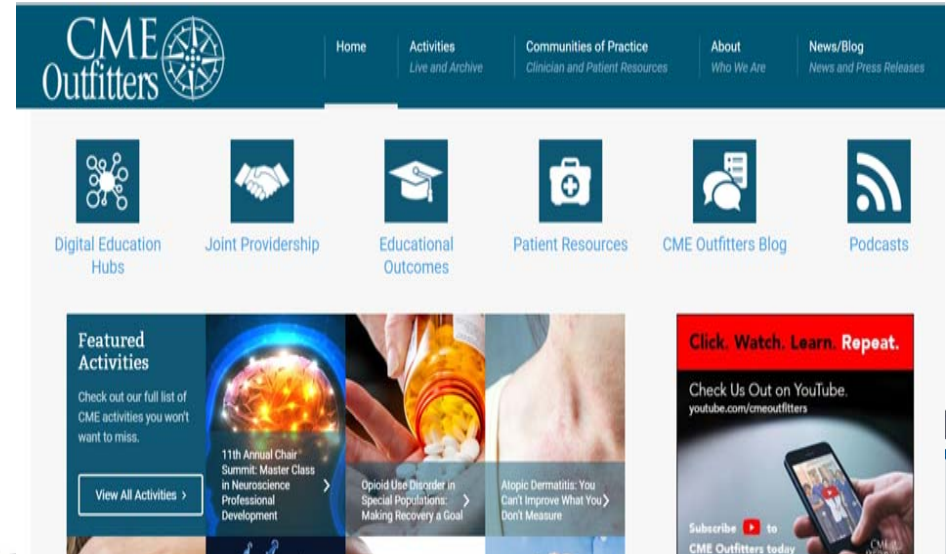 CME
Outfitters
Home
Activities
Live and Archive
Communities of Practice
Clinician and Patient Resources
About
Who We Are
News/Blog
News and Press Releases
Digital Education
Hubs
Joint Providership
Educational
Outcomes
Patient Resources
CME Outfitters Blog
Podcasts
Featured
Activities
Check out our full list of
CME activities you won't
want to miss.
View All Activities >
11th Annual Chair
Summit: Master Class
in Neuroscience
Professional
Development
Opioid Use Disorder in
Special Populations:
Making Recovery a Goal
Atopic Dermatitis: You
Can't Improve What You
Don't Measure
Click. Watch. Learn. Repeat.
Check Us Out on YouTube.
youtube.com/cmeoutfitters
Subscribe to
CME Outfitters today